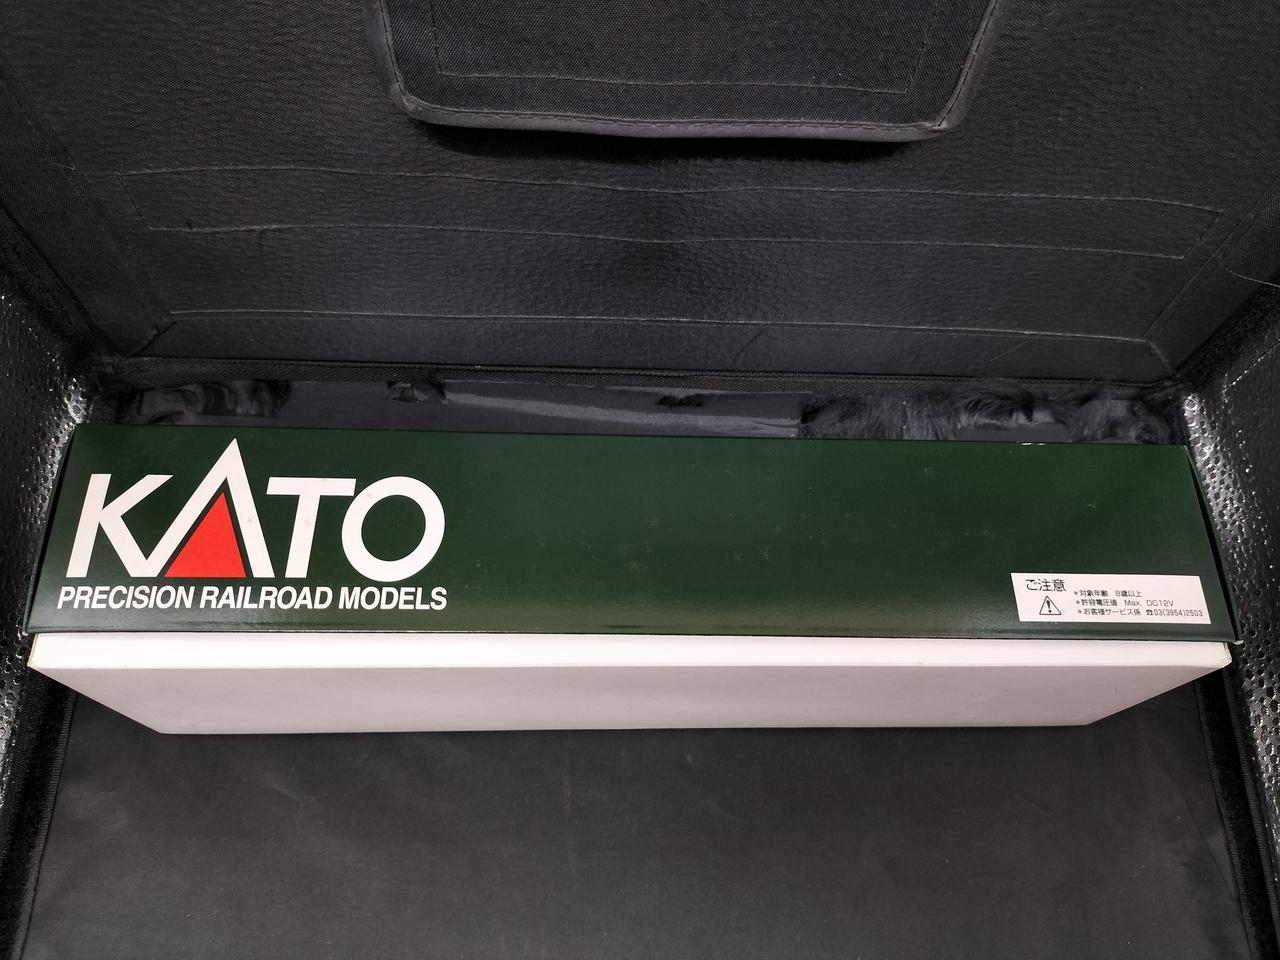 KATO
PRECISION RAILROAD MODELS
ご注意
*対象年齢 8歳以上
*許容電圧値 Max. DC12V
*お客様サービス係 ☎03(3954)2503